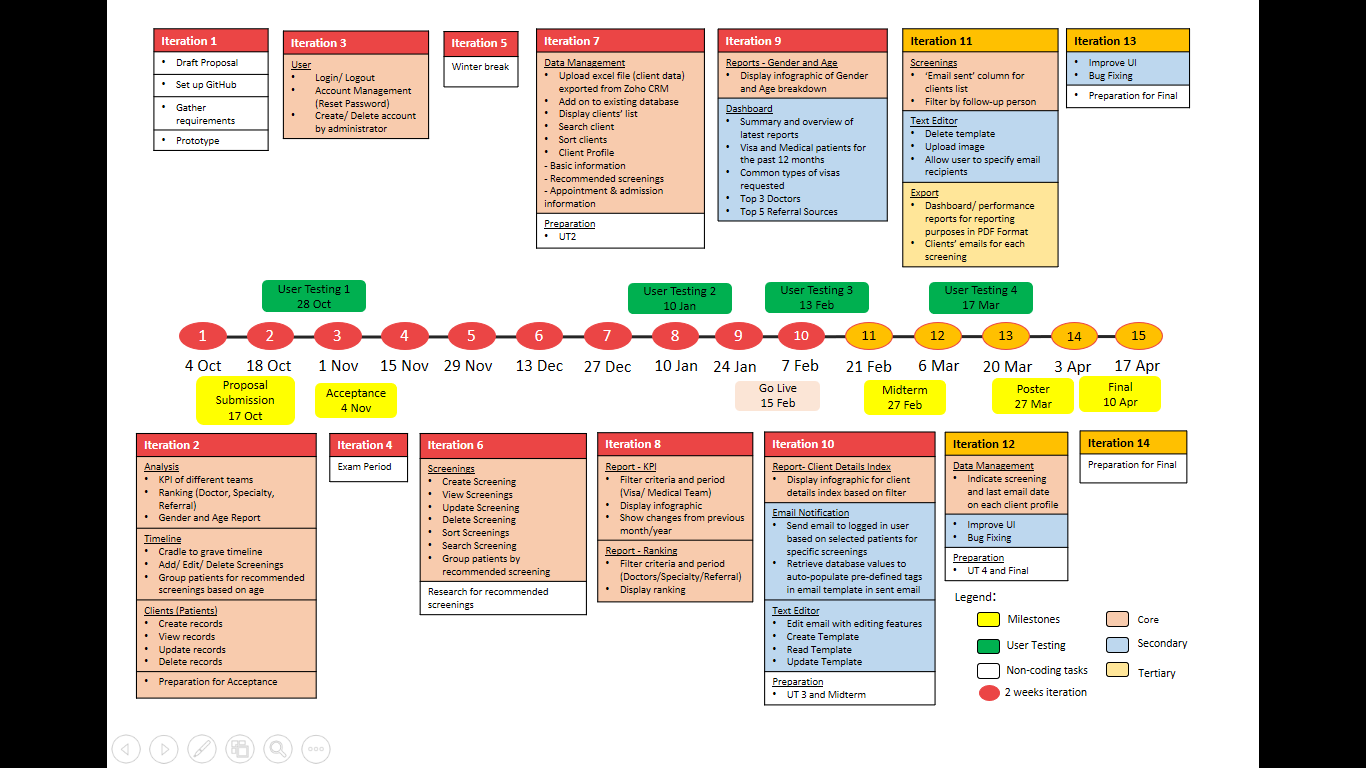 Iteration 1
• Draft Proposal
• Set up GitHub
• Gather
requirements
• Prototype
Iteration 3
User
• Login/ Logout
• Account Management
(Reset Password)
• Create/ Delete account
by administrator
Iteration 5
Winter break
Iteration 7
Data Management
• Upload excel file (client data)
exported from Zoho CRM
• Add on to existing database
• Display clients' list
• Search client
• Sort clients
• Client Profile
- Basic information
- Recommended screenings
- Appointment & admission
information
Preparation
• UT2
Iteration 9
Reports - Gender and Age
• Display infographic of Gender
and Age breakdown
Dashboard
• Summary and overview of
latest reports
• Visa and Medical patients for
the past 12 months
• Common types of visas
requested
• Top 3 Doctors
• Top 5 Referral Sources
Iteration 11
Screenings
• 'Email sent' column for
clients list
• Filter by follow-up person
Text Editor
• Delete template
• Upload image
• Allow user to specify email
recipients
Export
• Dashboard/ performance
reports for reporting
purposes in PDF Format
• Clients' emails for each
screening
Iteration 13
• Improve UI
• Bug Fixing
• Preparation for Final
User Testing 1
28 Oct
User Testing 2
10 Jan
User Testing 3
13 Feb
User Testing 4
17 Mar
1 2 3 4 5 6 7 8 9 10 11 12 13 14 15
4 Oct 18 Oct 1 Nov 15 Nov 29 Nov 13 Dec 27 Dec 10 Jan 24 Jan 7 Feb 21 Feb 6 Mar 20 Mar 3 Apr 17 Apr
Proposal
Submission
17 Oct
Acceptance
4 Nov
Go Live
15 Feb
Midterm
27 Feb
Poster
27 Mar
Final
10 Apr
Iteration 2
Analysis
• KPI of different teams
• Ranking (Doctor, Specialty,
Referral)
• Gender and Age Report
Timeline
• Cradle to grave timeline
• Add/ Edit/ Delete Screenings
• Group patients for recommended
screenings based on age
Clients (Patients)
• Create records
• View records
• Update records
• Delete records
• Preparation for Acceptance
Iteration 4
Exam Period
Iteration 6
Screenings
• Create Screening
• View Screenings
• Update Screening
• Delete Screening
• Sort Screenings
• Search Screening
• Group patients by
recommended screening
Research for recommended
screenings
Iteration 8
Report - KPI
• Filter criteria and period
(Visa/ Medical Team)
• Display infographic
• Show changes from previous
month/year
Report - Ranking
• Filter criteria and period
(Doctors/Specialty/Referral)
• Display ranking
Iteration 10
Report- Client Details Index
• Display infographic for client
details index based on filter
Email Notification
• Send email to logged in user
based on selected patients for
specific screenings
• Retrieve database values to
auto-populate pre-defined tags
in email template in sent email
Text Editor
• Edit email with editing features
• Create Template
• Read Template
• Update Template
Preparation
• UT 3 and Midterm
Iteration 12
Data Management
• Indicate screening
and last email date
on each client profile
• Improve UI
• Bug Fixing
Preparation
• UT 4 and Final
Iteration 14
Preparation for Final
Legend:
Milestones
User Testing
Non-coding tasks
2 weeks iteration
Core
Secondary
Tertiary